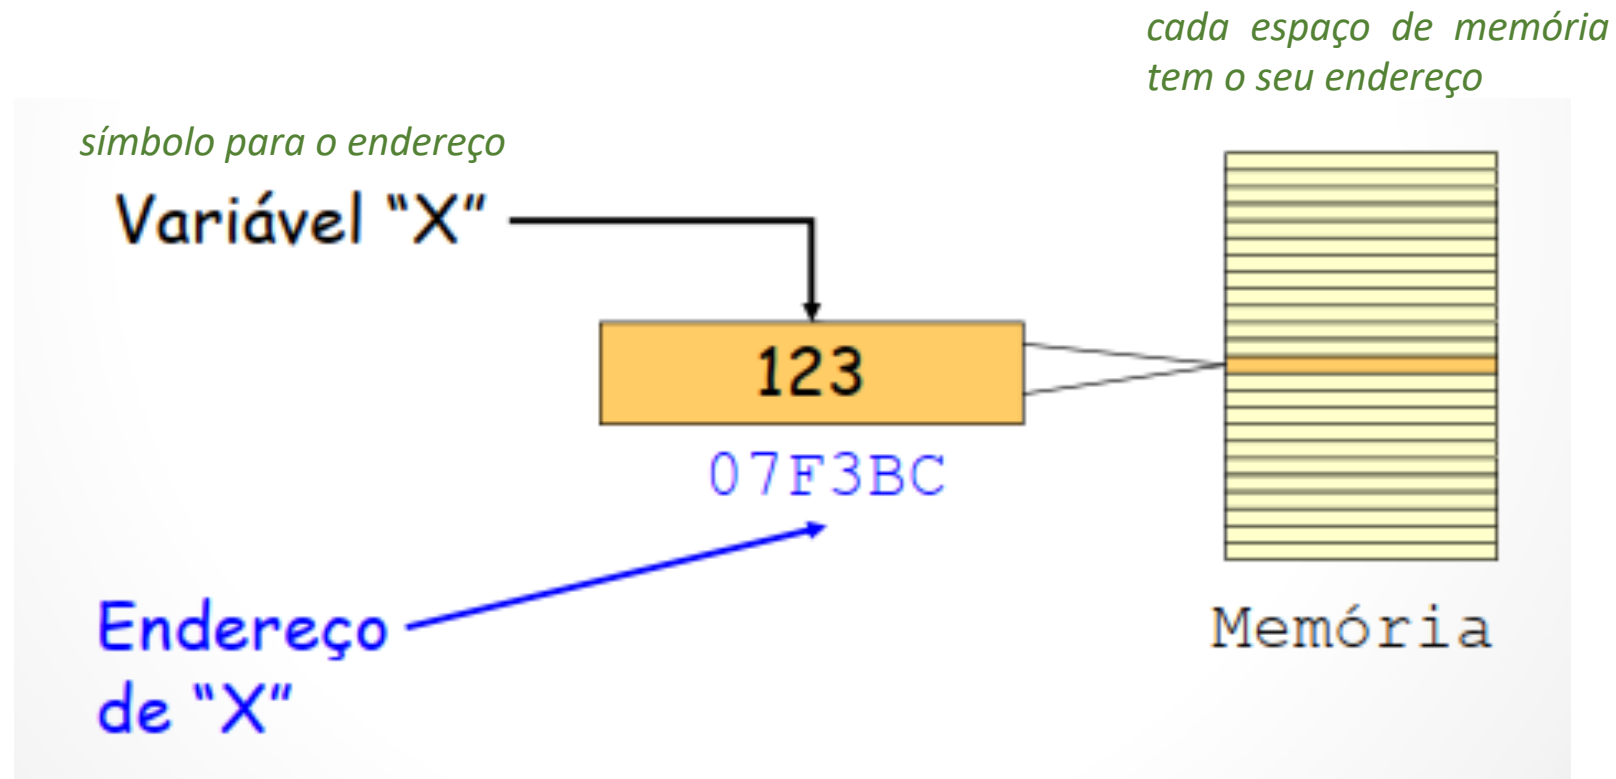 cada espaço de memória
tem o seu endereço
símbolo para o endereço
Variável “X”
123
07F3BC
Endereço
de “X”
Memória